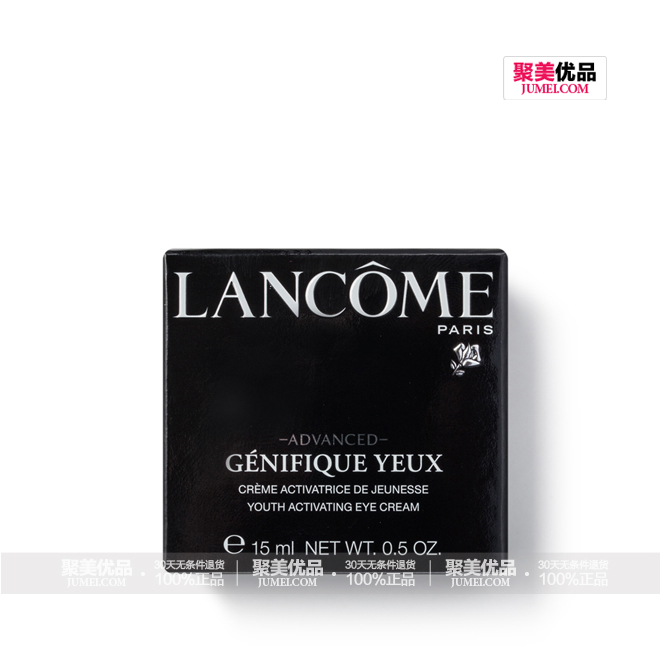 聚美优品
JUMEI.COM
LANCÔME
PARIS
-ADVANCED-
GÉNIFIQUE YEUX
CRÈME ACTIVATRICE DE JEUNESSE
YOUTH ACTIVATING EYE CREAM
℮ 15 ml NET WT. 0.5 OZ.
聚美优品 JUMEI.COM · 30天无条件退货 100%正品 · 聚美优品 JUMEI.COM · 30天无条件退货 100%正品 · 聚美优品 JUMEI.COM · 30天无条件退货 100%正品